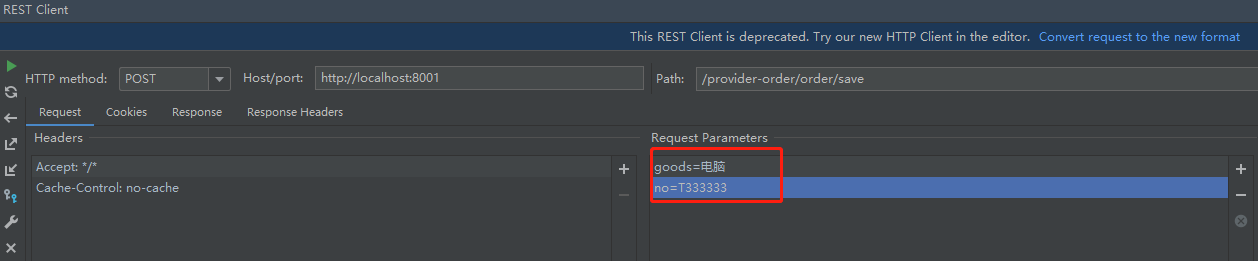 REST Client
This REST Client is deprecated. Try our new HTTP Client in the editor. Convert request to the new format
HTTP method: POST Host/port: http://localhost:8001 Path: /provider-order/order/save
Request Cookies Response Response Headers
Headers Request Parameters
Accept: */* goods=电脑
Cache-Control: no-cache no=T333333